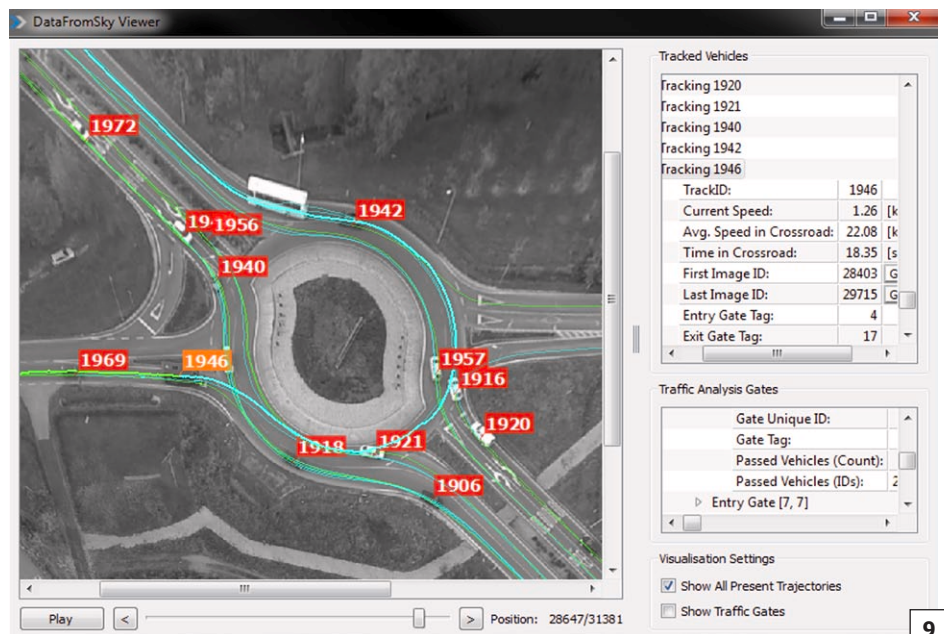 DataFromSky Viewer
1972
1942
1956
1940
1969
1946
1957
1916
1920
1918
1921
1906
Tracked Vehicles
Tracking 1920
Tracking 1921
Tracking 1940
Tracking 1942
Tracking 1946
TrackID: 1946
Current Speed: 1.26 [k
Avg. Speed in Crossroad: 22.08 [k
Time in Crossroad: 18.35 [s
First Image ID: 28403 G
Last Image ID: 29715 G
Entry Gate Tag: 4
Exit Gate Tag: 17
Traffic Analysis Gates
Gate Unique ID:
Gate Tag:
Passed Vehicles (Count):
Passed Vehicles (IDs): 2
Entry Gate [7, 7]
Visualisation Settings
Show All Present Trajectories
Show Traffic Gates
Play < > Position: 28647/31381
9